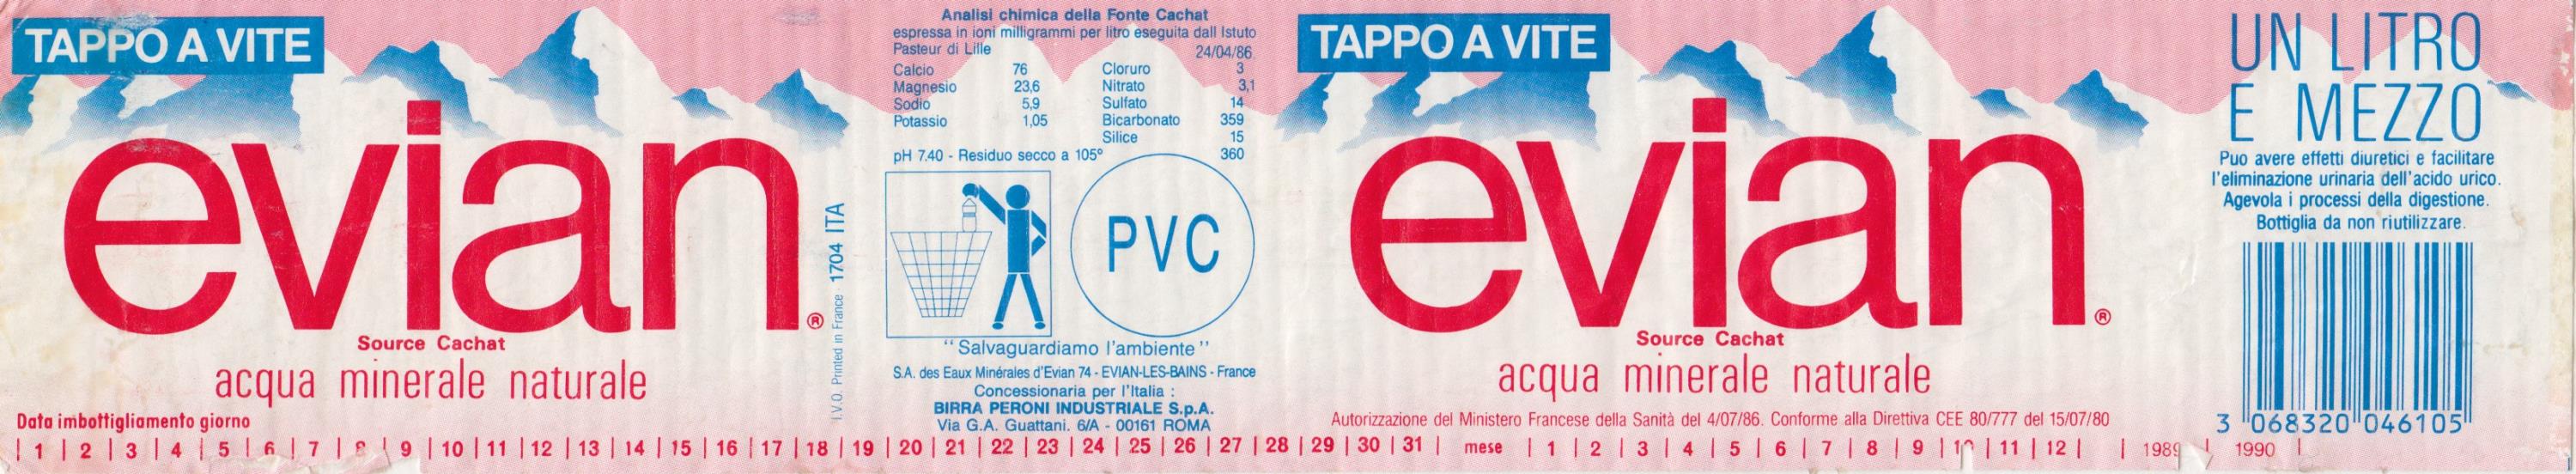 TAPPO A VITE
evian®
Source Cachat
acqua minerale naturale
Data imbottigliamento giorno
I.V.O. Printed in France 1704 ITA
Analisi chimica della Fonte Cachat
espressa in ioni milligrammi per litro eseguita dall Istuto
Pasteur di Lille 24/04/86
Calcio 76 Cloruro 3
Magnesio 23,6 Nitrato 3,1
Sodio 5,9 Sulfato 14
Potassio 1,05 Bicarbonato 359
Silice 15
pH 7.40 - Residuo secco a 105° 360
PVC
"Salvaguardiamo l'ambiente"
S.A. des Eaux Minérales d'Evian 74 - EVIAN-LES-BAINS - France
Concessionaria per l'Italia :
BIRRA PERONI INDUSTRIALE S.p.A.
Via G.A. Guattani. 6/A - 00161 ROMA
TAPPO A VITE
evian®
Source Cachat
acqua minerale naturale
Autorizzazione del Ministero Francese della Sanità del 4/07/86. Conforme alla Direttiva CEE 80/777 del 15/07/80
UN LITRO
E MEZZO
Puo avere effetti diuretici e facilitare
l'eliminazione urinaria dell'acido urico.
Agevola i processi della digestione.
Bottiglia da non riutilizzare.
3 068320 046105
| 1 | 2 | 3 | 4 | 5 | 6 | 7 | 8 | 9 | 10 | 11 | 12 | 13 | 14 | 15 | 16 | 17 | 18 | 19 | 20 | 21 | 22 | 23 | 24 | 25 | 26 | 27 | 28 | 29 | 30 | 31 | mese | 1 | 2 | 3 | 4 | 5 | 6 | 7 | 8 | 9 | 10 | 11 | 12 | | 1989 | 1990 |